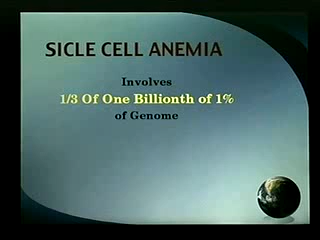 SICLE CELL ANEMIA
Involves
1/3 Of One Billionth of 1%
of Genome